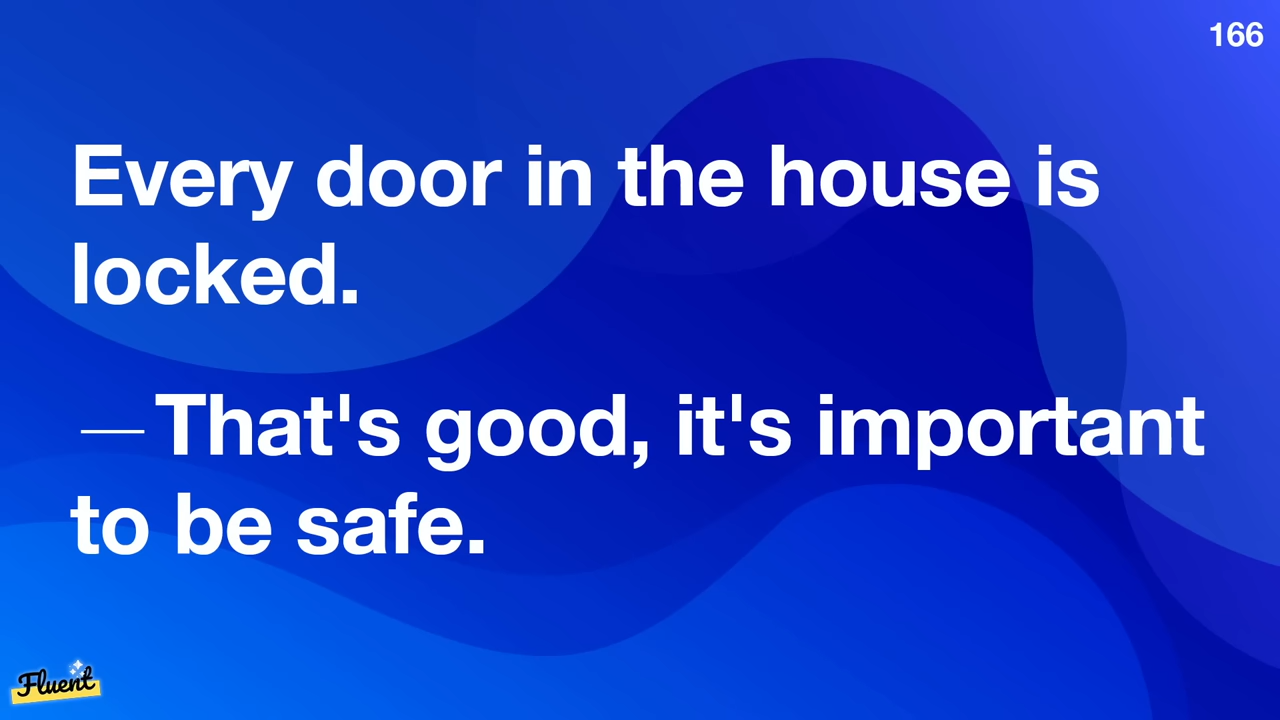 166
Every door in the house is
locked.
— That's good, it's important
to be safe.
Fluent